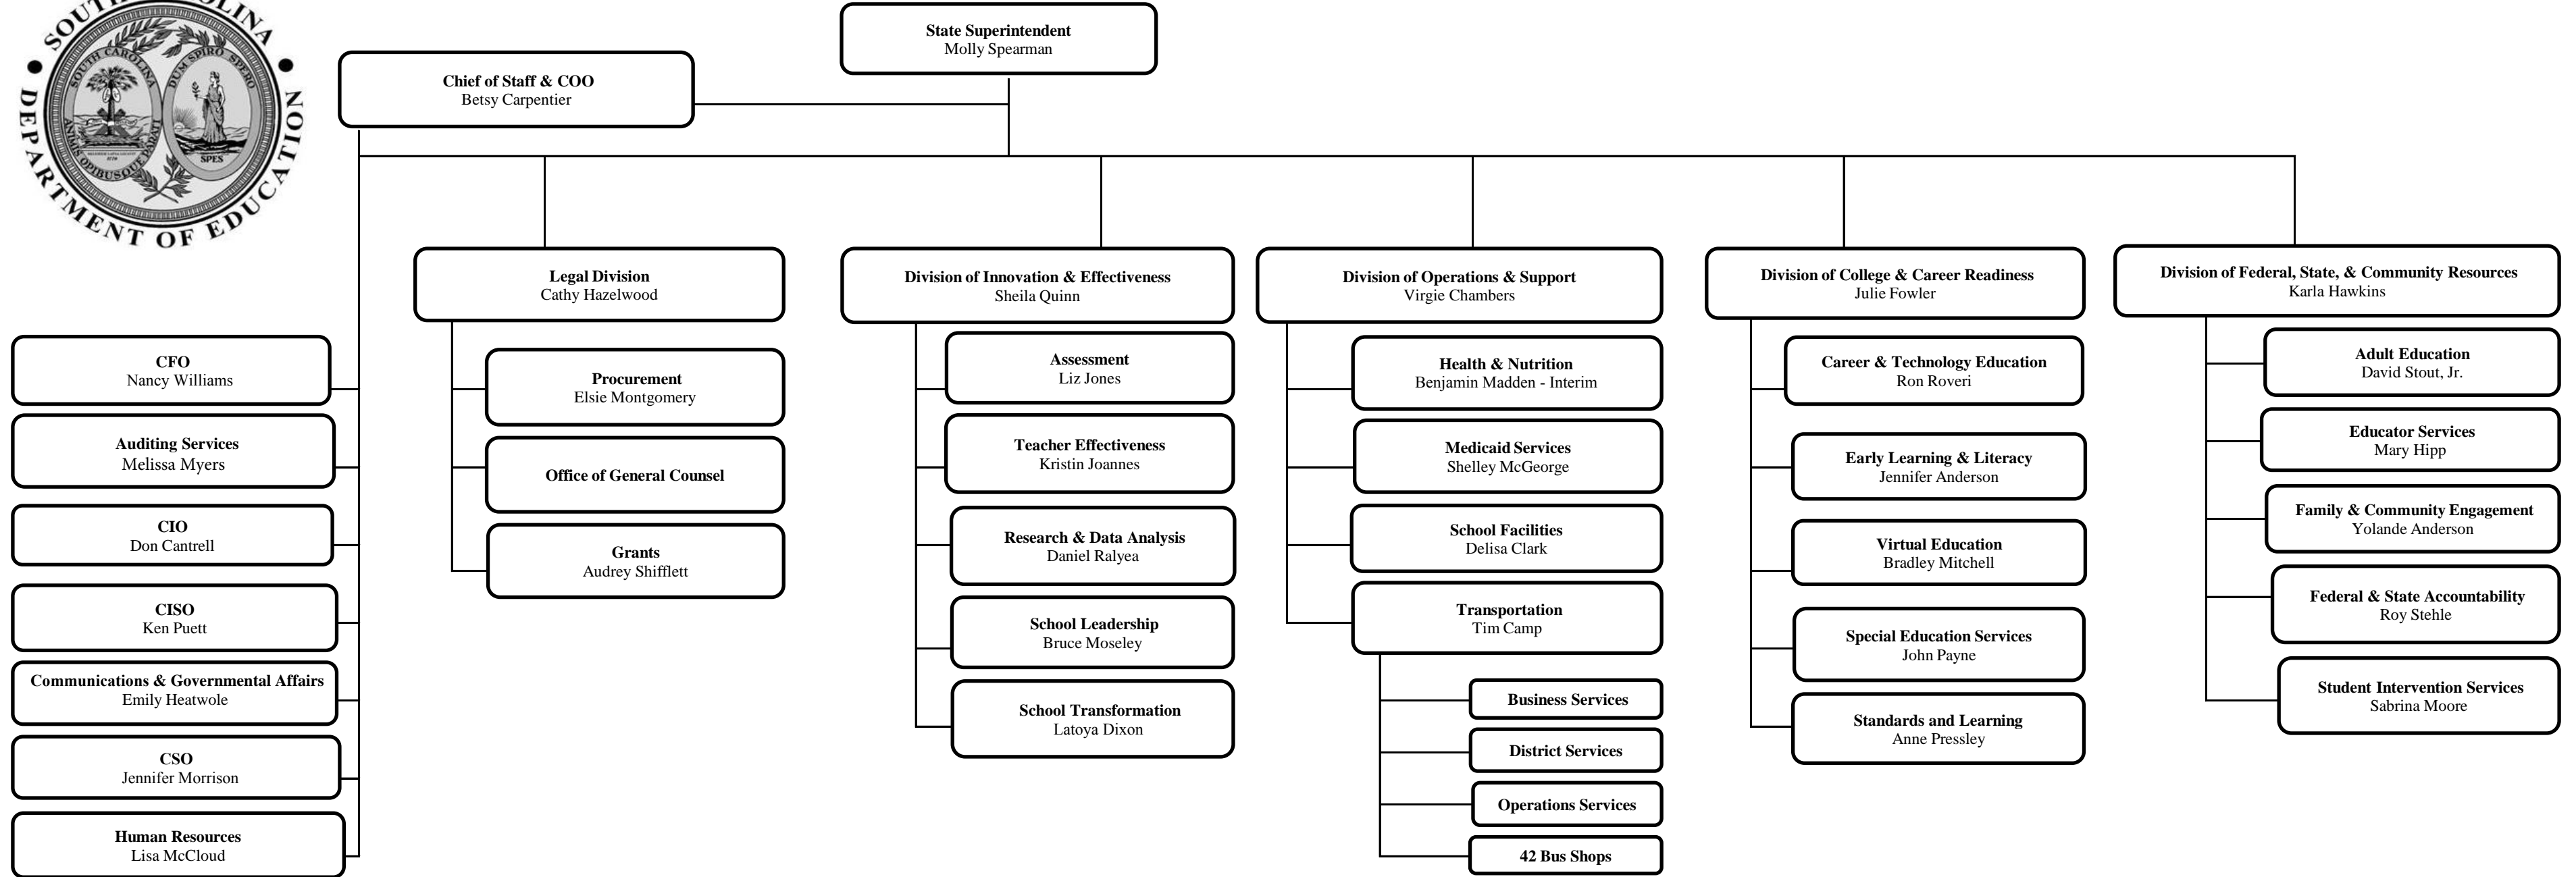 SOUTH CAROLINA
DEPARTMENT OF EDUCATION
SOUTH CAROLINA
DUM SPIRO SPERO
ANIMIS OPIBUSQUE PARATI
SPES
State Superintendent
Molly Spearman
Chief of Staff & COO
Betsy Carpentier
CFO
Nancy Williams
Auditing Services
Melissa Myers
CIO
Don Cantrell
CISO
Ken Puett
Communications & Governmental Affairs
Emily Heatwole
CSO
Jennifer Morrison
Human Resources
Lisa McCloud
Legal Division
Cathy Hazelwood
Procurement
Elsie Montgomery
Office of General Counsel
Grants
Audrey Shifflett
Division of Innovation & Effectiveness
Sheila Quinn
Assessment
Liz Jones
Teacher Effectiveness
Kristin Joannes
Research & Data Analysis
Daniel Ralyea
School Leadership
Bruce Moseley
School Transformation
Latoya Dixon
Division of Operations & Support
Virgie Chambers
Health & Nutrition
Benjamin Madden - Interim
Medicaid Services
Shelley McGeorge
School Facilities
Delisa Clark
Transportation
Tim Camp
Business Services
District Services
Operations Services
42 Bus Shops
Division of College & Career Readiness
Julie Fowler
Career & Technology Education
Ron Roveri
Early Learning & Literacy
Jennifer Anderson
Virtual Education
Bradley Mitchell
Special Education Services
John Payne
Standards and Learning
Anne Pressley
Division of Federal, State, & Community Resources
Karla Hawkins
Adult Education
David Stout, Jr.
Educator Services
Mary Hipp
Family & Community Engagement
Yolande Anderson
Federal & State Accountability
Roy Stehle
Student Intervention Services
Sabrina Moore